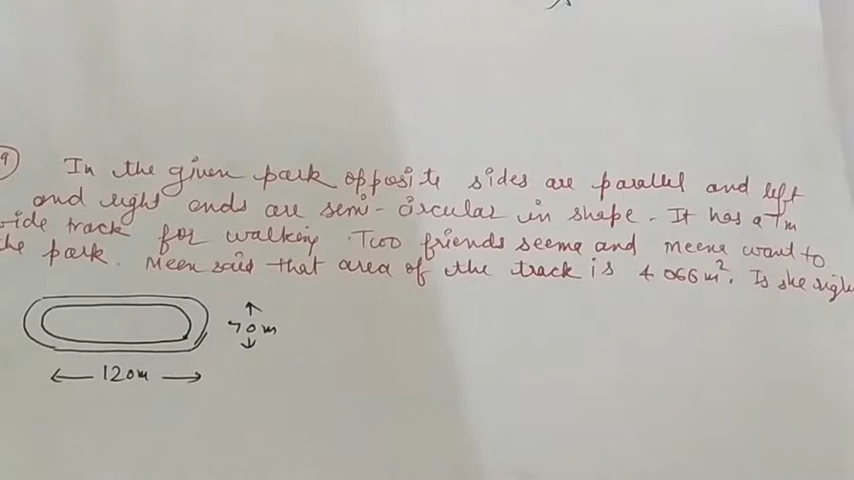 9
In the given park opposite sides are parallel and left
and right ends are semi-circular in shape. It has a 7m
wide track for walking. Two friends seema and meena want to
the park. Meen said that area of the track is 4066m². Is she right
70m
120m